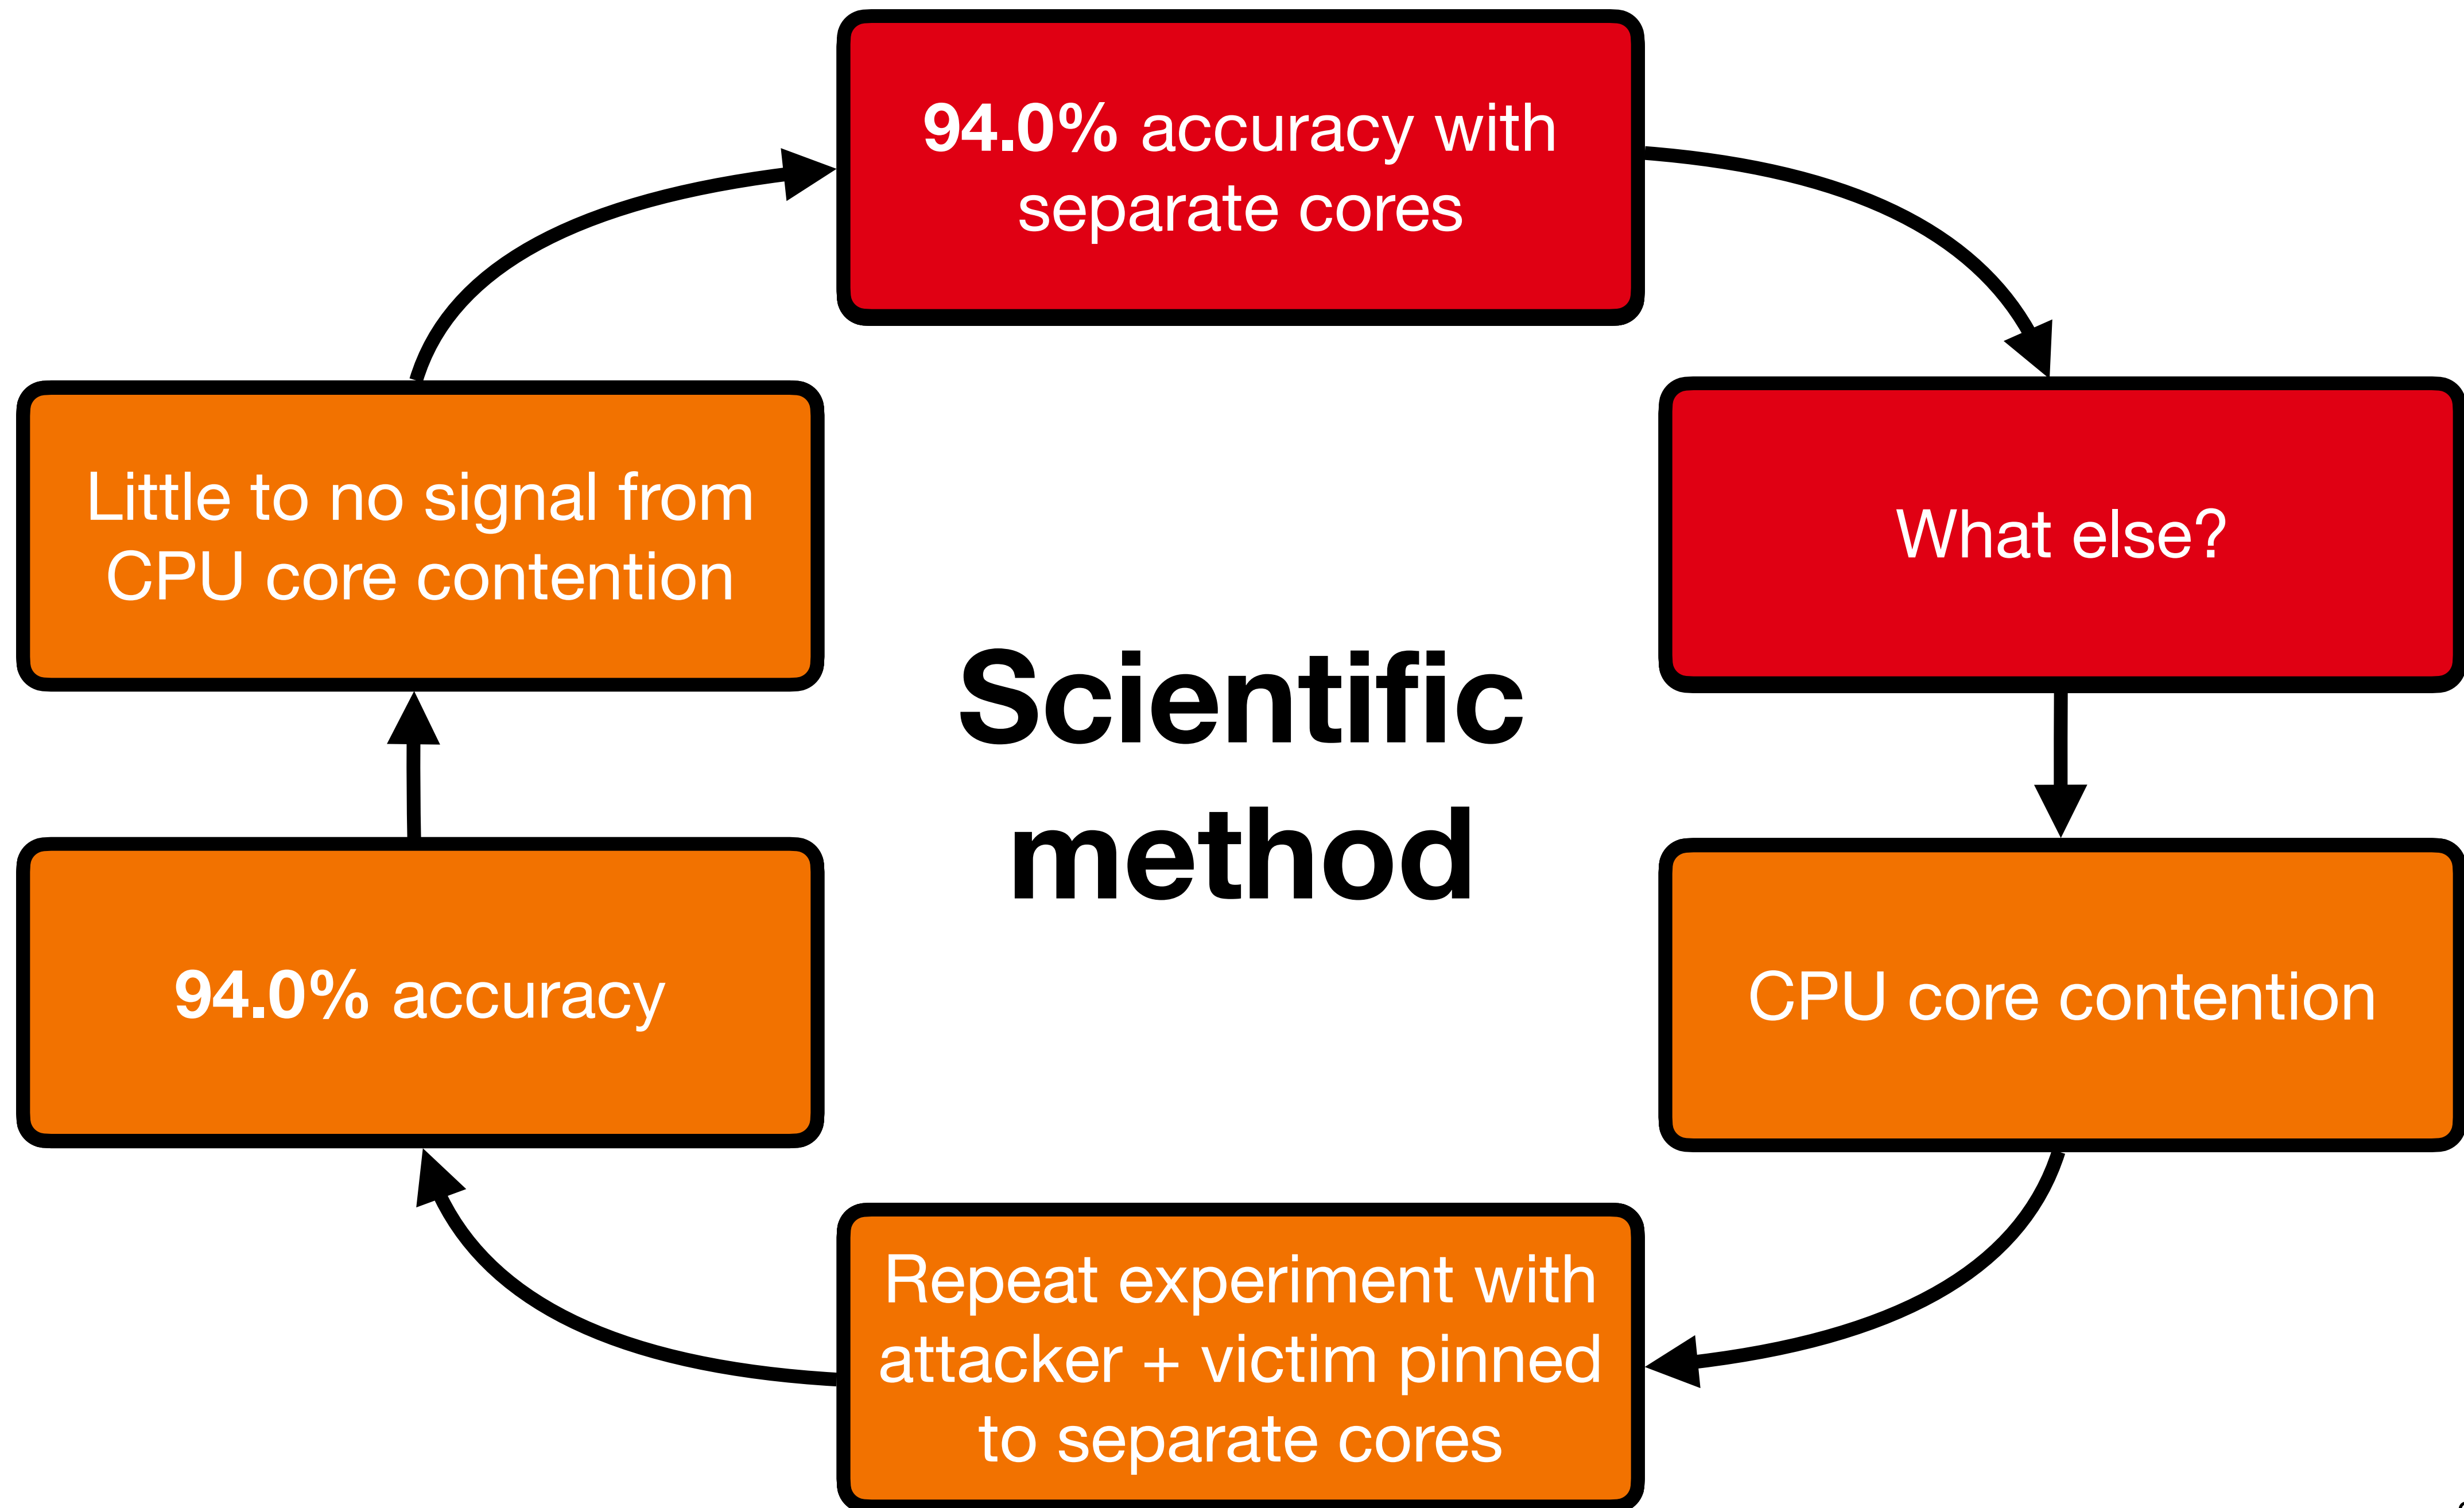 94.0% accuracy with
separate cores
What else?
CPU core contention
Repeat experiment with
attacker + victim pinned
to separate cores
94.0% accuracy
Little to no signal from
CPU core contention
Scientific
method